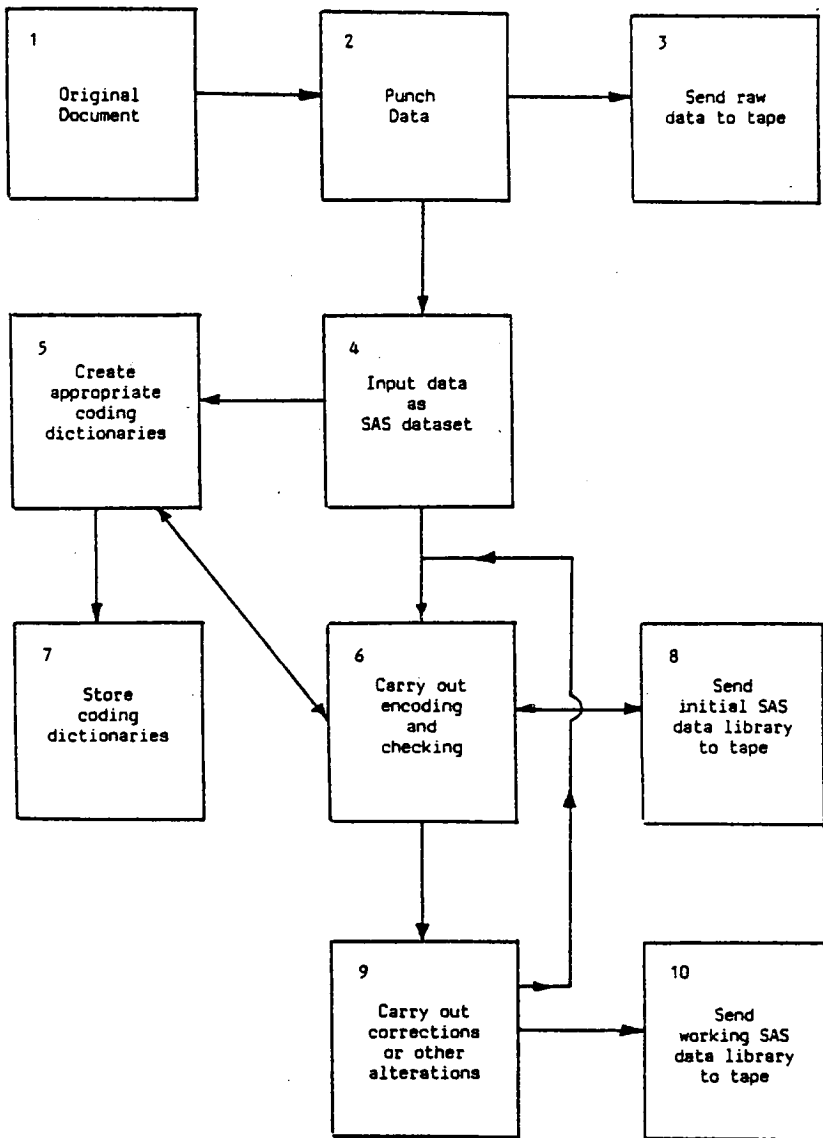 1
Original
Document
2
Punch
Data
3
Send raw
data to tape
4
Input data
as
SAS dataset
5
Create
appropriate
coding
dictionaries
6
Carry out
encoding
and
checking
7
Store
coding
dictionaries
8
Send
initial SAS
data library
to tape
9
Carry out
corrections
or other
alterations
10
Send
working SAS
data library
to tape